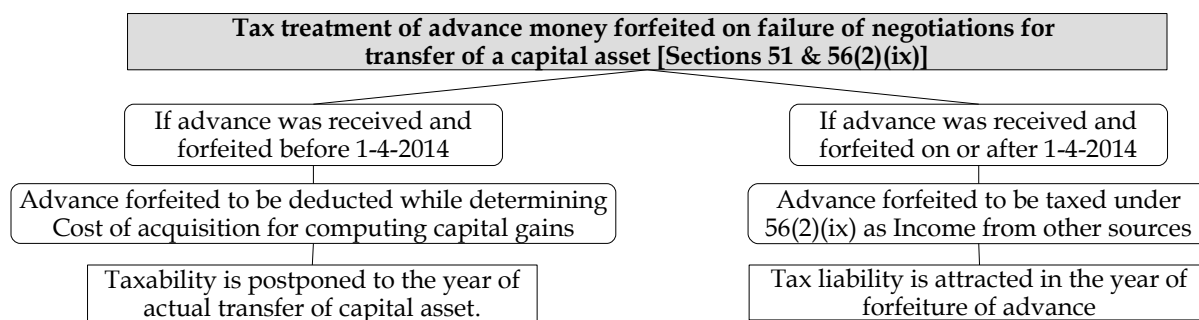 Tax treatment of advance money forfeited on failure of negotiations for
transfer of a capital asset [Sections 51 & 56(2)(ix)]
If advance was received and
forfeited before 1-4-2014
If advance was received and
forfeited on or after 1-4-2014
Advance forfeited to be deducted while determining
Cost of acquisition for computing capital gains
Advance forfeited to be taxed under
56(2)(ix) as Income from other sources
Taxability is postponed to the year of
actual transfer of capital asset.
Tax liability is attracted in the year of
forfeiture of advance